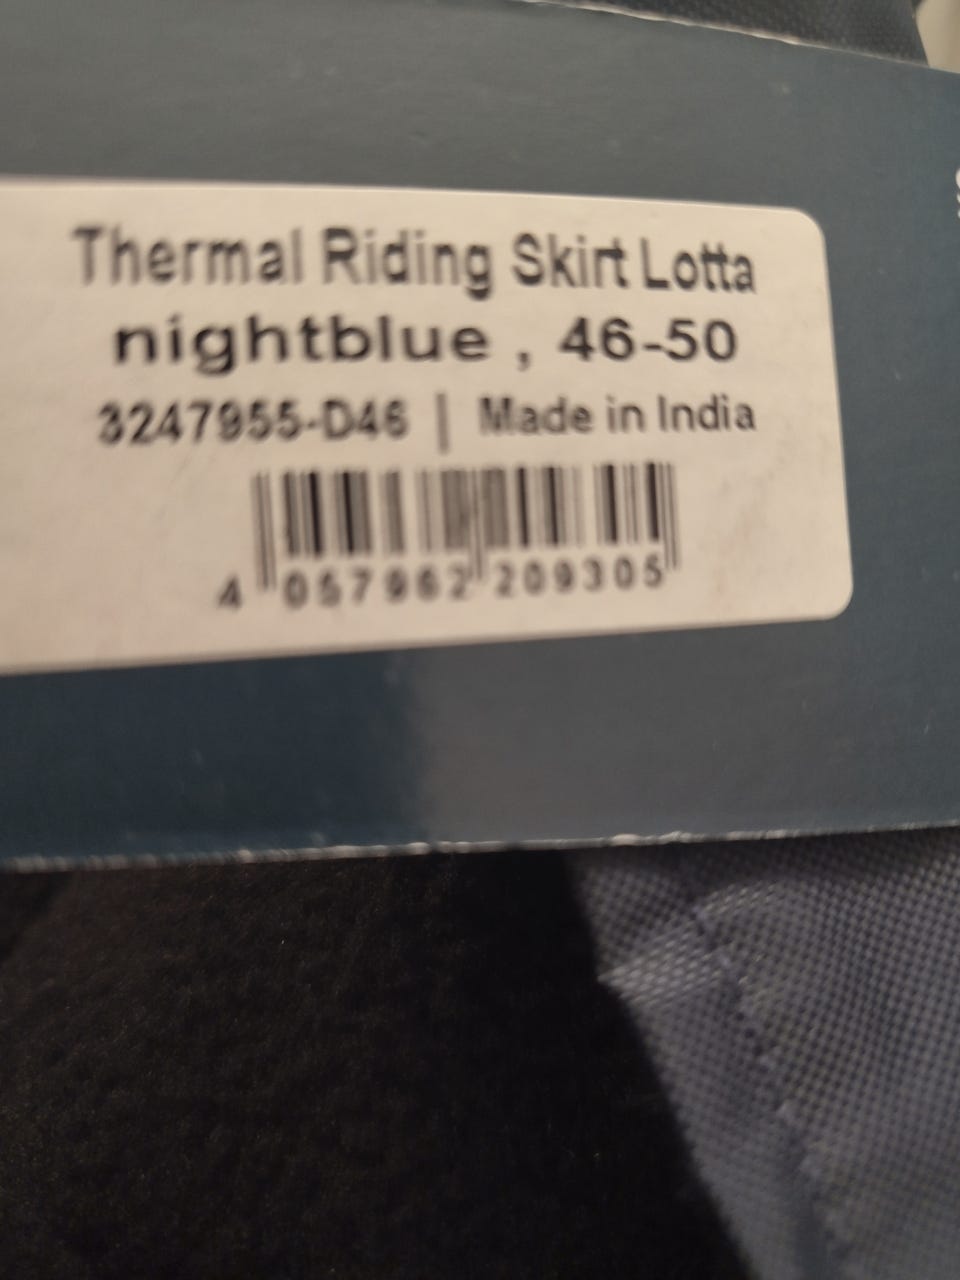 Thermal Riding Skirt Lotta
nightblue , 46-50
3247955-D46 | Made in India
4 057962 209305